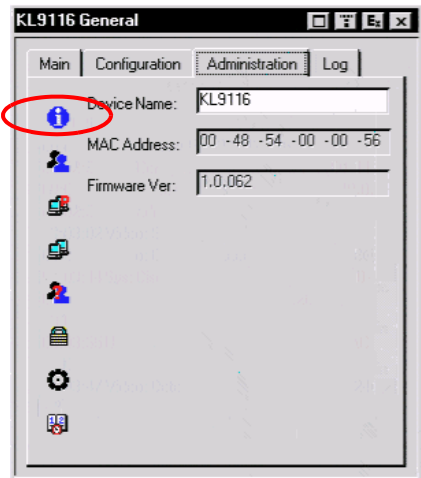 KL9116 General
Main Configuration Administration Log
Device Name: KL9116
MAC Address: 00 -48 -54 -00 -00 -56
Firmware Ver: 1.0.062